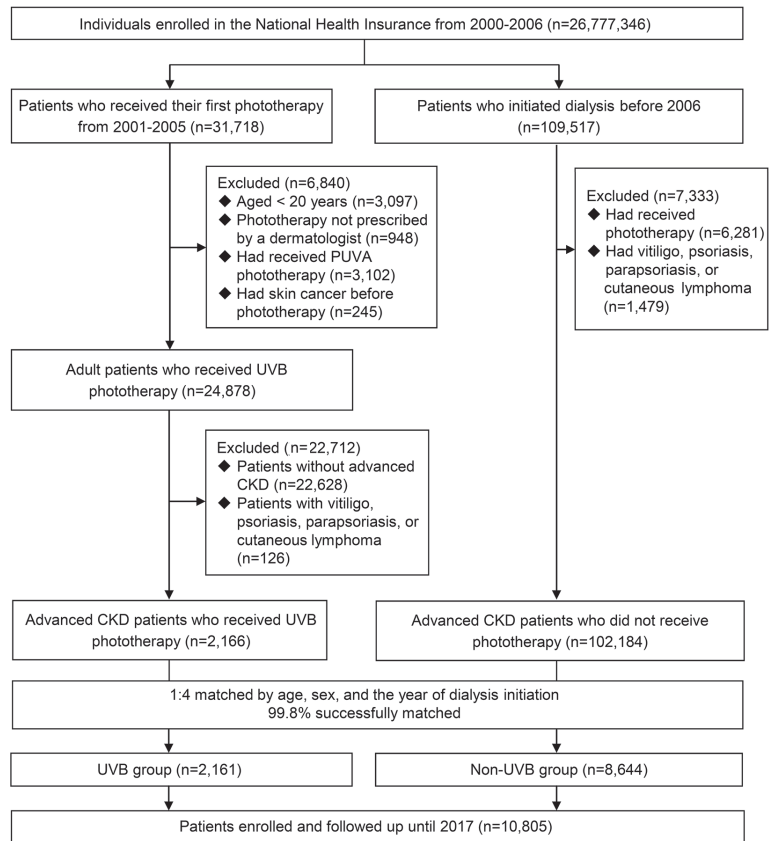 Individuals enrolled in the National Health Insurance from 2000-2006 (n=26,777,346)
Patients who received their first phototherapy
from 2001-2005 (n=31,718)
Patients who initiated dialysis before 2006
(n=109,517)
Excluded (n=6,840)
◆ Aged < 20 years (n=3,097)
◆ Phototherapy not prescribed
by a dermatologist (n=948)
◆ Had received PUVA
phototherapy (n=3,102)
◆ Had skin cancer before
phototherapy (n=245)
Excluded (n=7,333)
◆ Had received
phototherapy (n=6,281)
◆ Had vitiligo, psoriasis,
parapsoriasis, or
cutaneous lymphoma
(n=1,479)
Adult patients who received UVB
phototherapy (n=24,878)
Excluded (n=22,712)
◆ Patients without advanced
CKD (n=22,628)
◆ Patients with vitiligo,
psoriasis, parapsoriasis, or
cutaneous lymphoma
(n=126)
Advanced CKD patients who received UVB
phototherapy (n=2,166)
Advanced CKD patients who did not receive
phototherapy (n=102,184)
1:4 matched by age, sex, and the year of dialysis initiation
99.8% successfully matched
UVB group (n=2,161)
Non-UVB group (n=8,644)
Patients enrolled and followed up until 2017 (n=10,805)